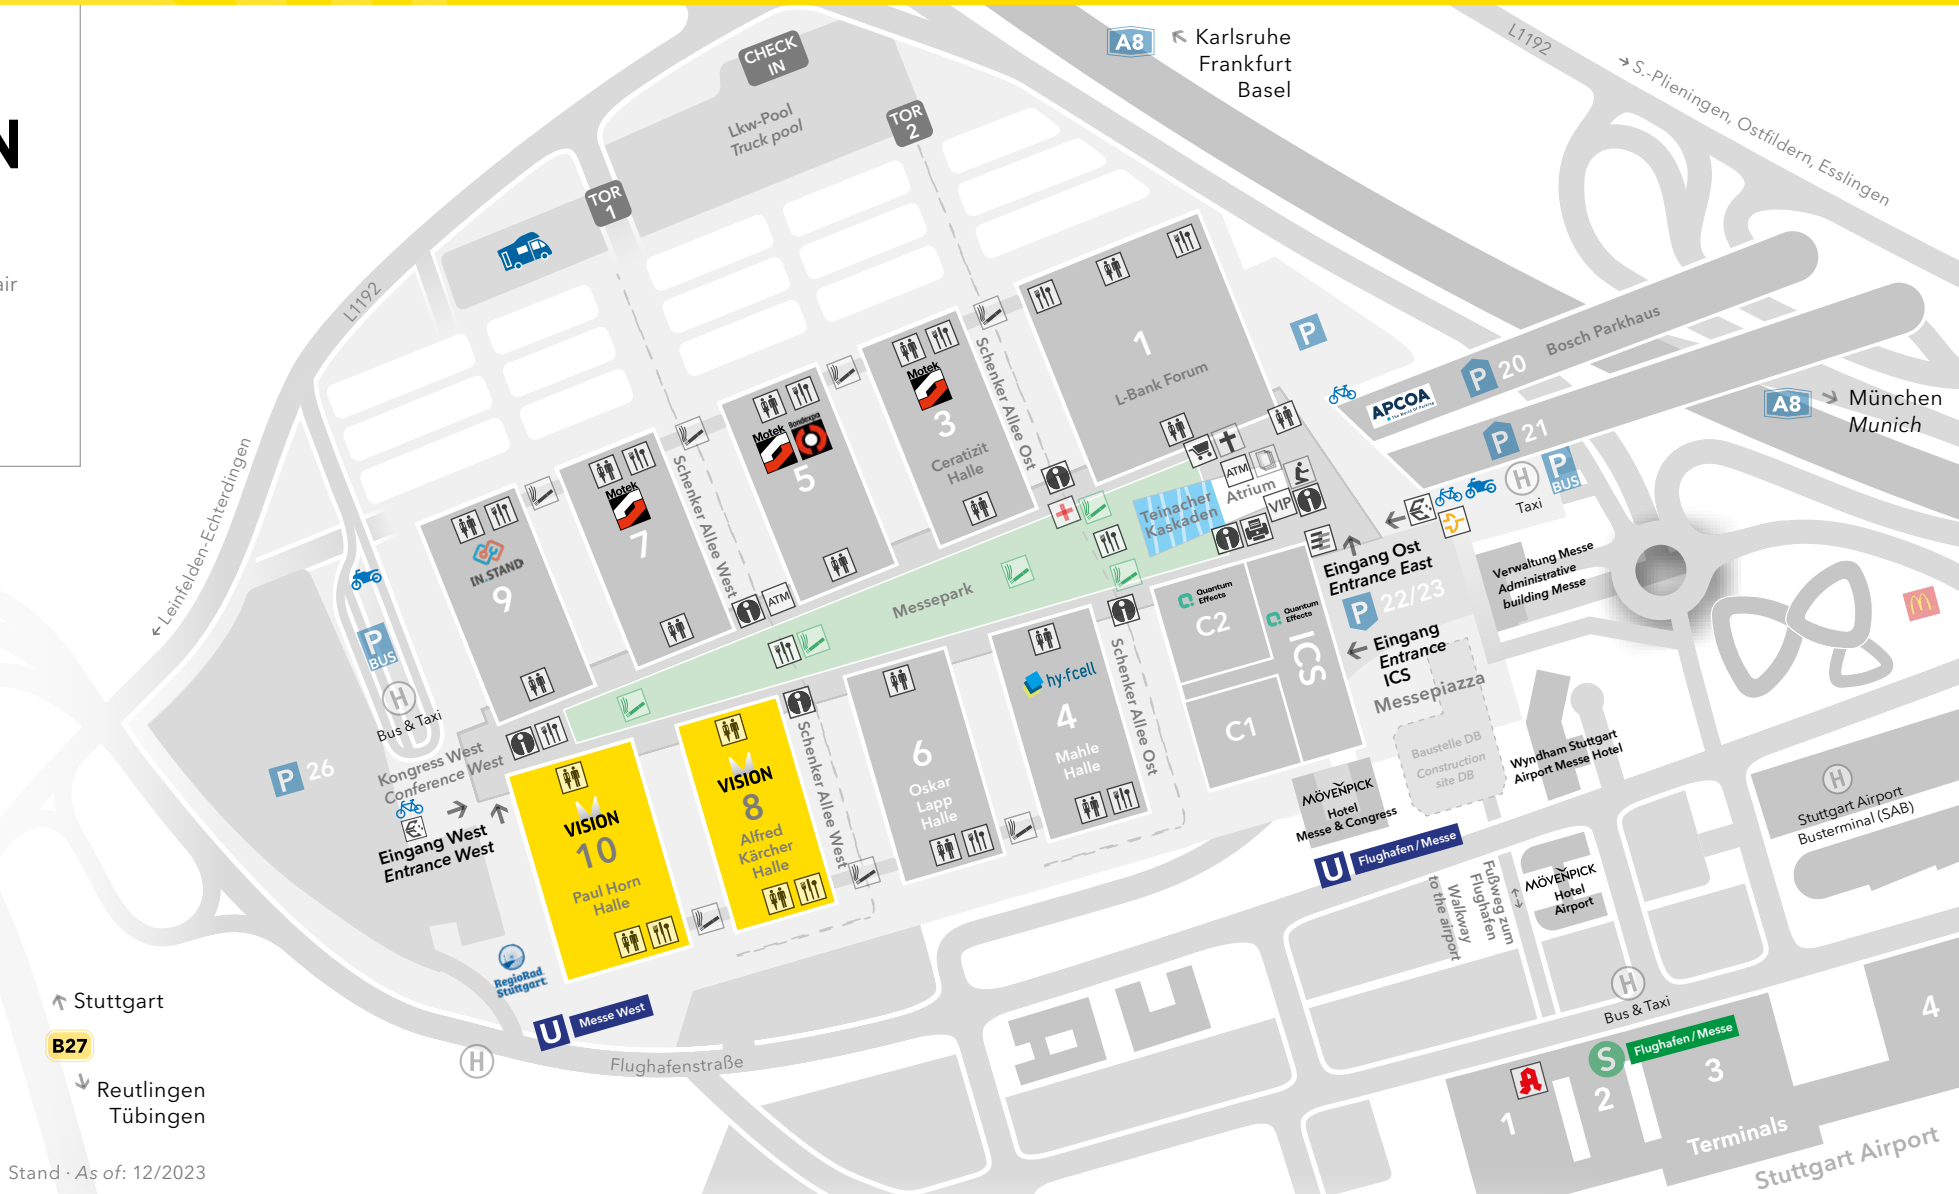 N
air
CHECK
IN
Lkw-Pool
Truck pool
TOR
1
TOR
2
A8
Karlsruhe
Frankfurt
Basel
L1192
→ S.-Plieningen, Ostfildern, Esslingen
L1192
← Leinfelden-Echterdingen
Bosch Parkhaus
P 20
APCOA
P 21
P
BUS
H
Taxi
A8
München
Munich
P
1
L-Bank Forum
Schenker Allee Ost
Motek
3
Ceratizit
Halle
Motek
Bondexpo
5
Schenker Allee West
Motek
7
IN.STAND
9
ATM
Messepark
Teinacher
Kaskaden
ATM
Atrium
VIP
Eingang Ost
Entrance East
P 22/23
Eingang
Entrance
ICS
Verwaltung Messe
Administrative
building Messe
Messepiazza
Quantum
Effects
C2
Quantum
Effects
ICS
C1
hy-fcell
4
Mahle
Halle
Schenker Allee Ost
6
Oskar
Lapp
Halle
Schenker Allee West
VISION
8
Alfred
Kärcher
Halle
VISION
10
Paul Horn
Halle
P
BUS
H
Bus & Taxi
P 26
Kongress West
Conference West
Eingang West
Entrance West
RegioRad
Stuttgart
U Messe West
H
Flughafenstraße
Baustelle DB
Construction
site DB
MÖVENPICK
Hotel
Messe & Congress
U Flughafen / Messe
Wyndham Stuttgart
Airport Messe Hotel
H
Stuttgart Airport
Busterminal (SAB)
Fußweg zum
Flughafen
Walkway
to the airport
MÖVENPICK
Hotel
Airport
H
Bus & Taxi
S Flughafen / Messe
1
2
3
4
Terminals
Stuttgart Airport
Stuttgart
B27
Reutlingen
Tübingen
Stand · As of: 12/2023